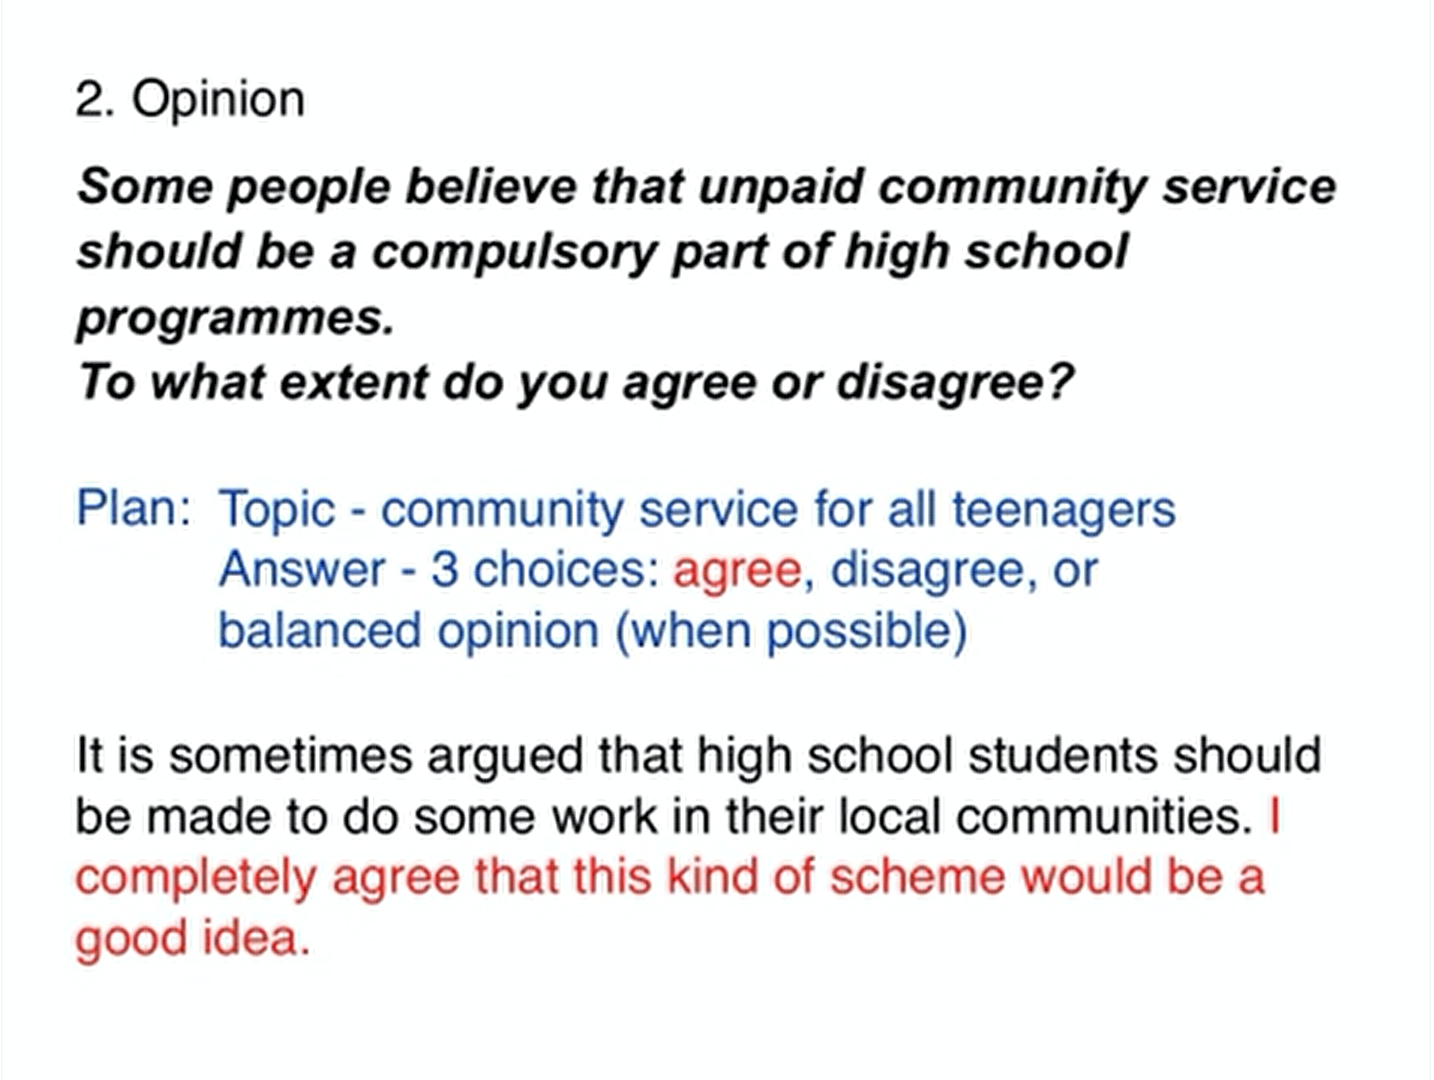 2. Opinion
Some people believe that unpaid community service
should be a compulsory part of high school
programmes.
To what extent do you agree or disagree?
Plan: Topic - community service for all teenagers
Answer - 3 choices: agree, disagree, or
balanced opinion (when possible)
It is sometimes argued that high school students should
be made to do some work in their local communities. I
completely agree that this kind of scheme would be a
good idea.